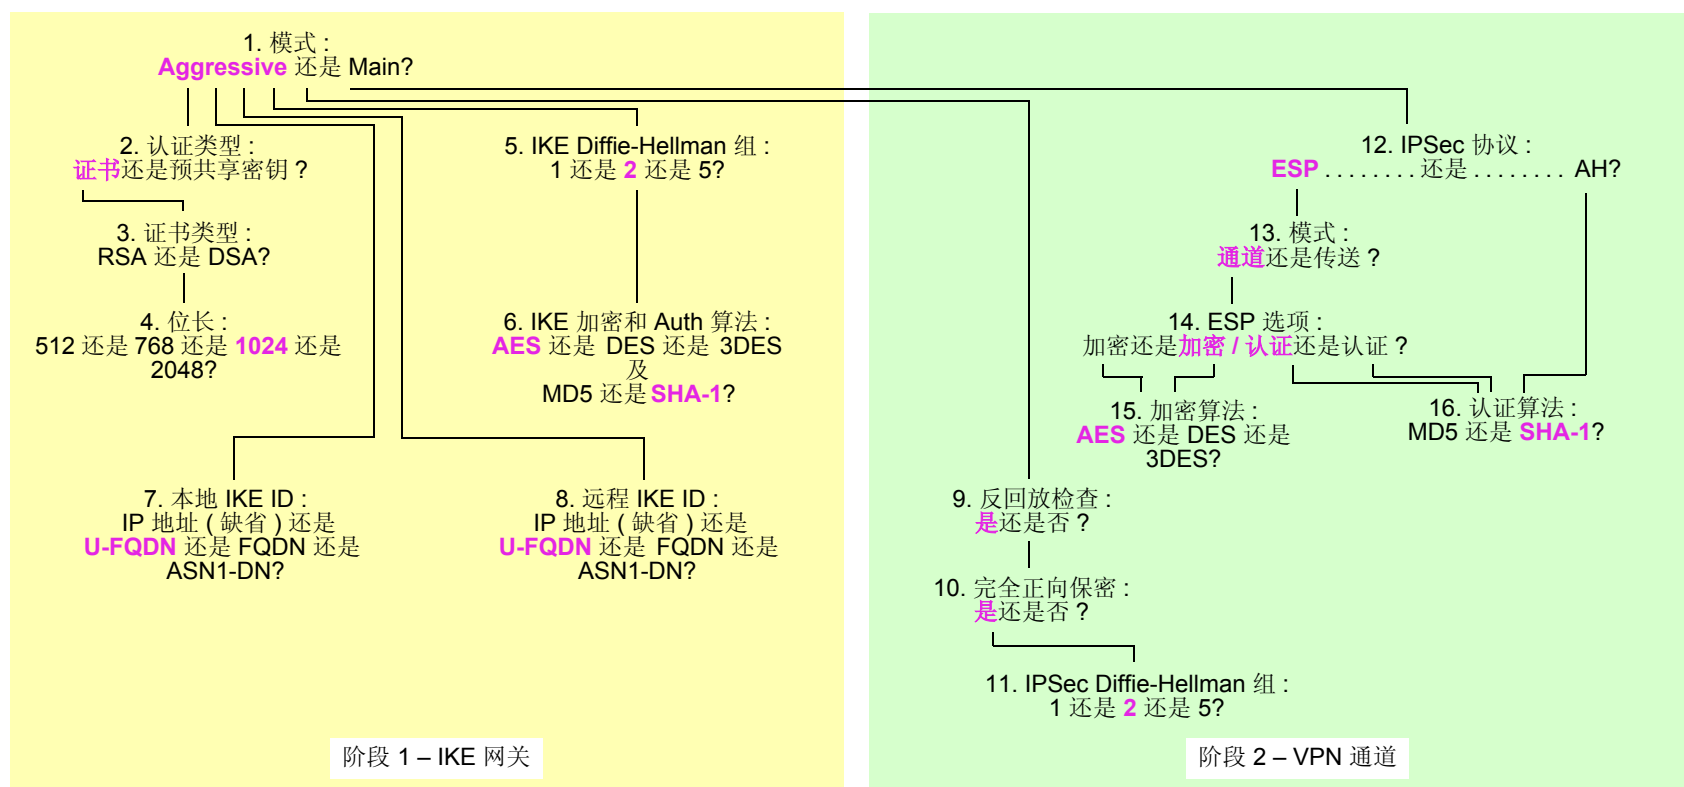 1. 模式 :
Aggressive 还是 Main?
2. 认证类型 :
证书还是预共享密钥 ?
3. 证书类型 :
RSA 还是 DSA?
4. 位长 :
512 还是 768 还是 1024 还是
2048?
5. IKE Diffie-Hellman 组 :
1 还是 2 还是 5?
6. IKE 加密和 Auth 算法 :
AES 还是 DES 还是 3DES
及
MD5 还是 SHA-1?
7. 本地 IKE ID :
IP 地址 ( 缺省 ) 还是
U-FQDN 还是 FQDN 还是
ASN1-DN?
8. 远程 IKE ID :
IP 地址 ( 缺省 ) 还是
U-FQDN 还是 FQDN 还是
ASN1-DN?
阶段 1 – IKE 网关
9. 反回放检查 :
是还是否 ?
10. 完全正向保密 :
是还是否 ?
11. IPSec Diffie-Hellman 组 :
1 还是 2 还是 5?
12. IPSec 协议 :
ESP . . . . . . . . 还是 . . . . . . . . AH?
13. 模式 :
通道还是传送 ?
14. ESP 选项 :
加密还是加密 / 认证还是认证 ?
15. 加密算法 :
AES 还是 DES 还是
3DES?
16. 认证算法 :
MD5 还是 SHA-1?
阶段 2 – VPN 通道